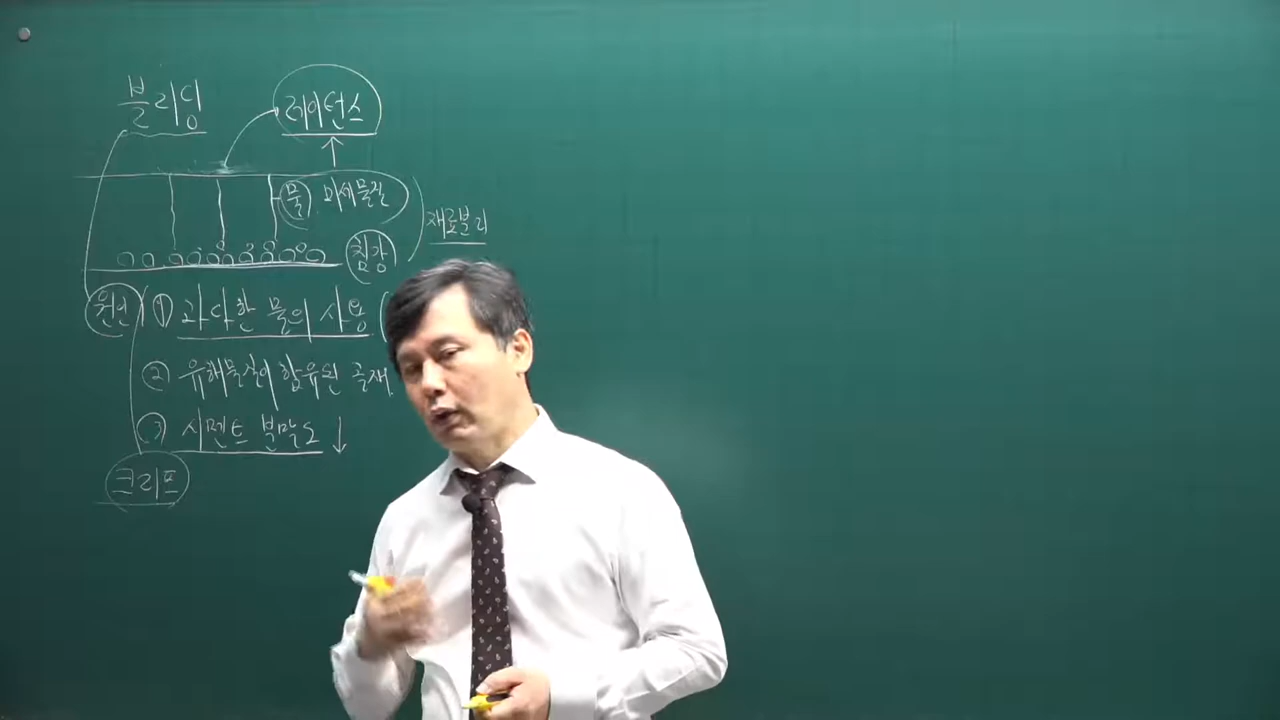 블리딩 레이턴스
물 미세물질
재료분리
침강
원인 ① 과다한 물의 사용 (
② 유해물질이 함유된 골재
③ 시멘트 분말도 ↓
크리프